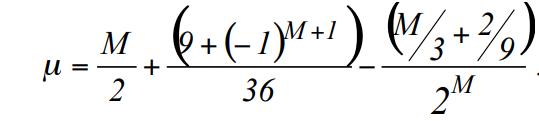 μ = M/2 + (9 + (−1)^{M+1})/36 − (M/3 + 2/9)/2^M .